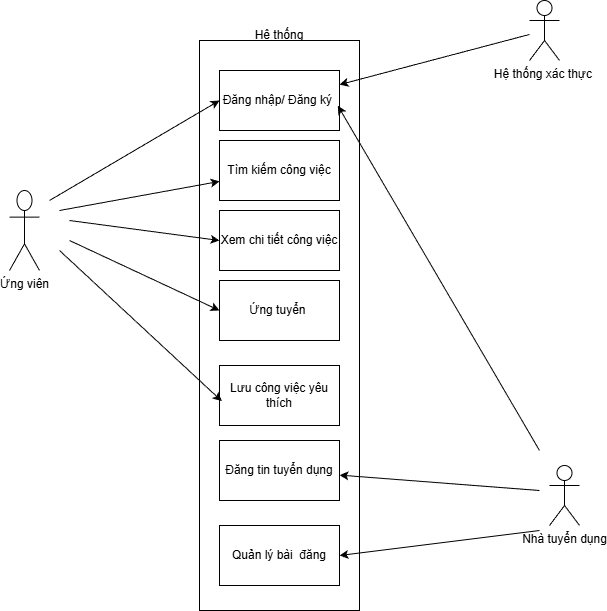 Hệ thống
Hệ thống xác thực
Đăng nhập/ Đăng ký
Tìm kiếm công việc
Xem chi tiết công việc
Ứng viên
Ứng tuyển
Lưu công việc yêu
thích
Đăng tin tuyển dụng
Nhà tuyển dụng
Quản lý bài đăng